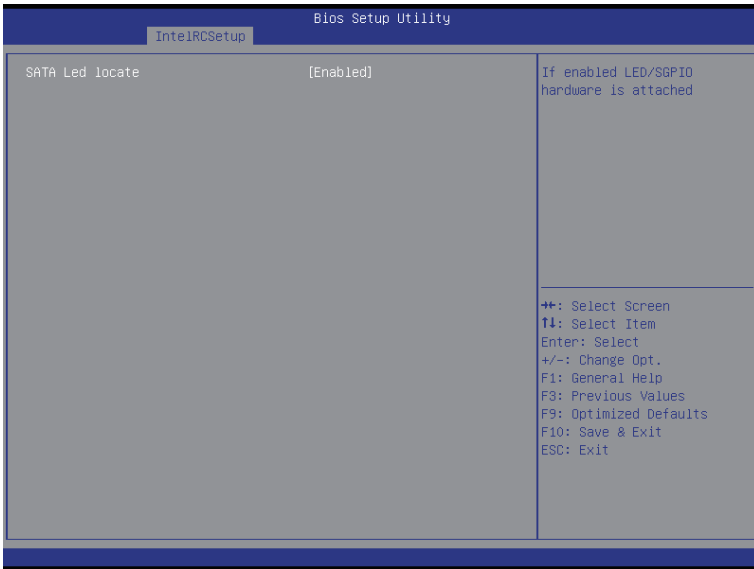 Bios Setup Utility
IntelRCSetup
SATA Led locate [Enabled]
If enabled LED/SGPIO
hardware is attached
→←: Select Screen
↑↓: Select Item
Enter: Select
+/-: Change Opt.
F1: General Help
F3: Previous Values
F9: Optimized Defaults
F10: Save & Exit
ESC: Exit